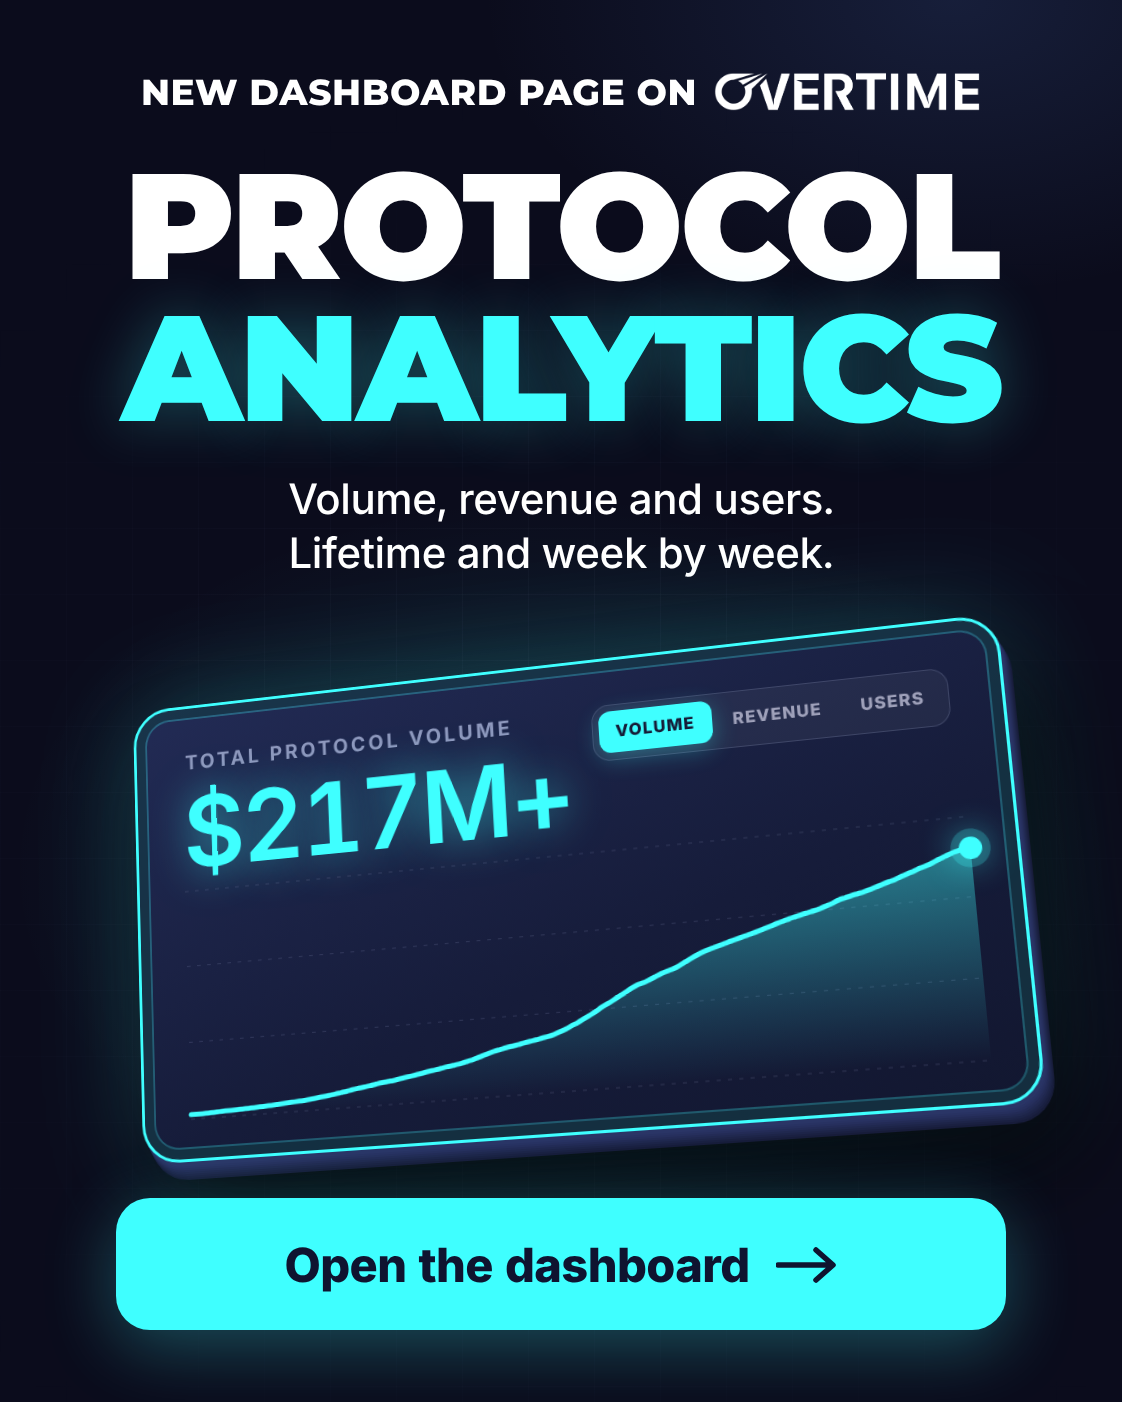 NEW DASHBOARD PAGE ON OVERTIME
PROTOCOL
ANALYTICS
Volume, revenue and users.
Lifetime and week by week.
TOTAL PROTOCOL VOLUME
$217M+
VOLUME REVENUE USERS
Open the dashboard →